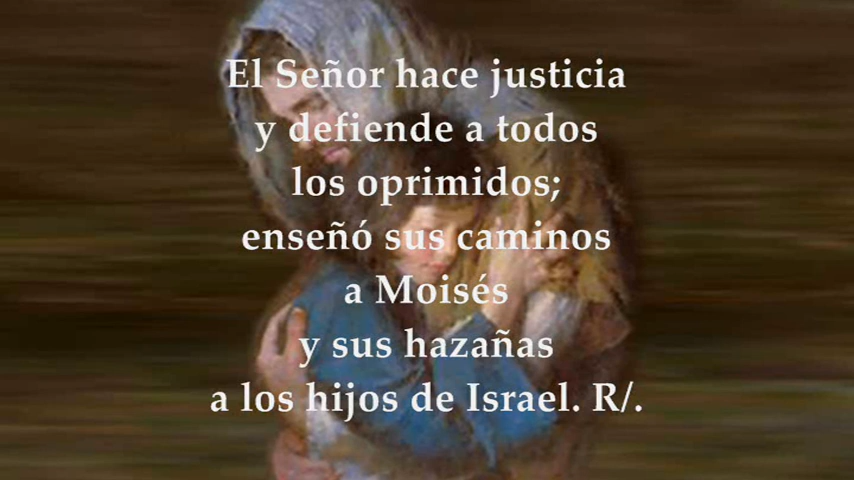 El Señor hace justicia
y defiende a todos
los oprimidos;
enseñó sus caminos
a Moisés
y sus hazañas
a los hijos de Israel. R/.